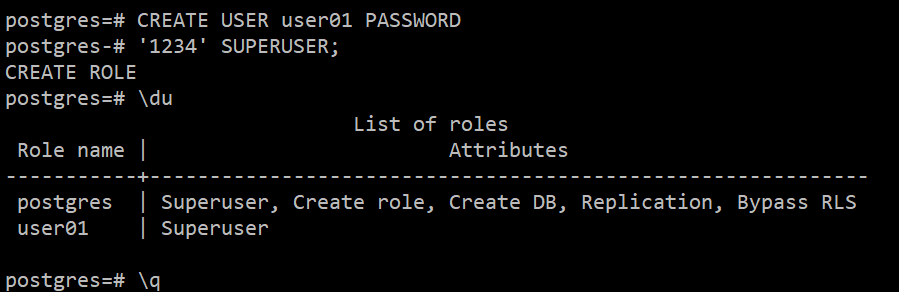 postgres=# CREATE USER user01 PASSWORD
postgres-# '1234' SUPERUSER;
CREATE ROLE
postgres=# \du
                             List of roles
 Role name |                         Attributes
-----------+------------------------------------------------------------
 postgres  | Superuser, Create role, Create DB, Replication, Bypass RLS
 user01    | Superuser

postgres=# \q